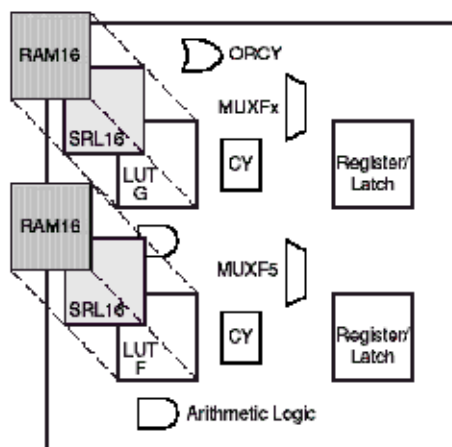 RAM16
ORCY
MUXFx
SRL16
LUT
G
CY
Register/
Latch
RAM16
MUXF5
SRL16
LUT
F
CY
Register/
Latch
Arithmetic Logic